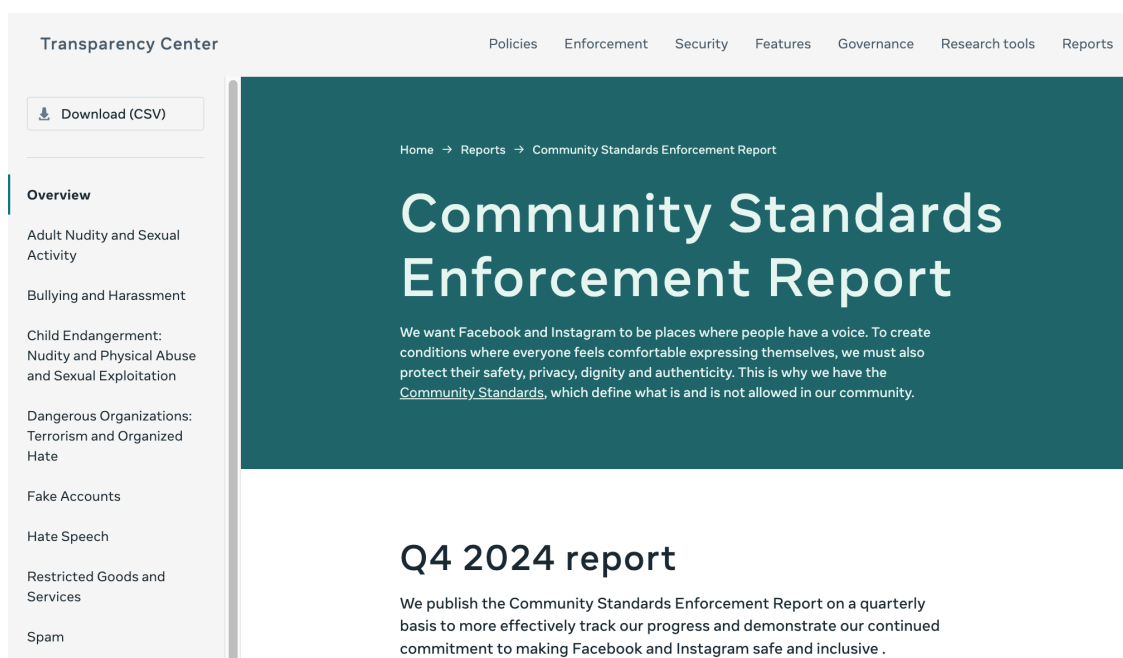 Transparency Center
Policies Enforcement Security Features Governance Research tools Reports
Download (CSV)
Overview
Adult Nudity and Sexual
Activity
Bullying and Harassment
Child Endangerment:
Nudity and Physical Abuse
and Sexual Exploitation
Dangerous Organizations:
Terrorism and Organized
Hate
Fake Accounts
Hate Speech
Restricted Goods and
Services
Spam
Home → Reports → Community Standards Enforcement Report
Community Standards
Enforcement Report
We want Facebook and Instagram to be places where people have a voice. To create
conditions where everyone feels comfortable expressing themselves, we must also
protect their safety, privacy, dignity and authenticity. This is why we have the
Community Standards, which define what is and is not allowed in our community.
Q4 2024 report
We publish the Community Standards Enforcement Report on a quarterly
basis to more effectively track our progress and demonstrate our continued
commitment to making Facebook and Instagram safe and inclusive .